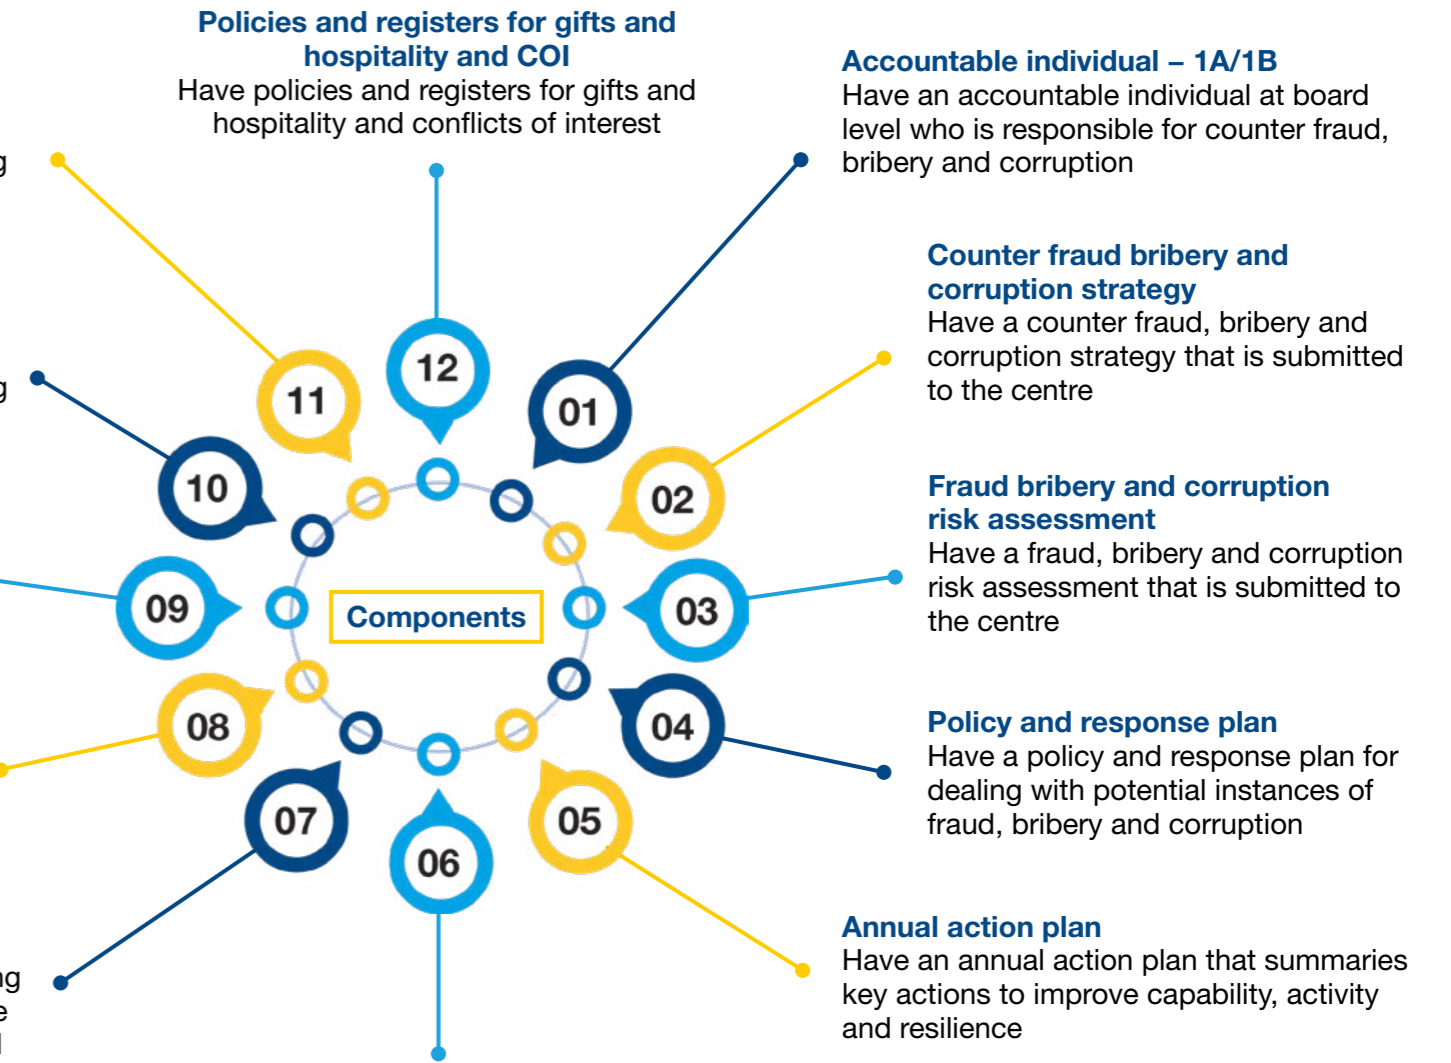 Policies and registers for gifts and
hospitality and COI
Have policies and registers for gifts and
hospitality and conflicts of interest
Accountable individual – 1A/1B
Have an accountable individual at board
level who is responsible for counter fraud,
bribery and corruption
Counter fraud bribery and
corruption strategy
Have a counter fraud, bribery and
corruption strategy that is submitted
to the centre
Fraud bribery and corruption
risk assessment
Have a fraud, bribery and corruption
risk assessment that is submitted to
the centre
Policy and response plan
Have a policy and response plan for
dealing with potential instances of
fraud, bribery and corruption
Annual action plan
Have an annual action plan that summaries
key actions to improve capability, activity
and resilience
12
01
02
03
04
05
06
07
08
09
10
11
Components